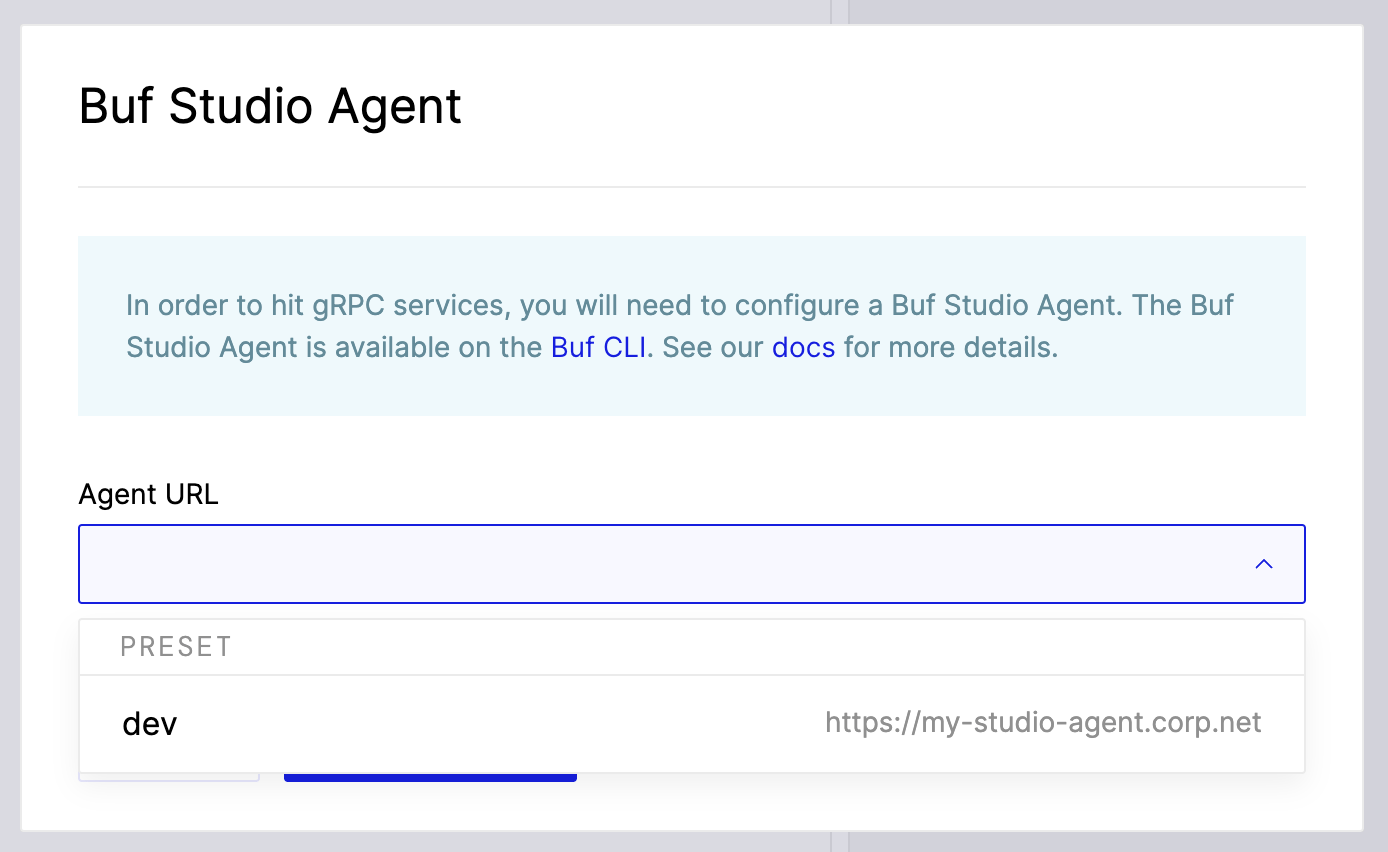 Buf Studio Agent
In order to hit gRPC services, you will need to configure a Buf Studio Agent. The Buf
Studio Agent is available on the Buf CLI. See our docs for more details.
Agent URL
PRESET
dev https://my-studio-agent.corp.net